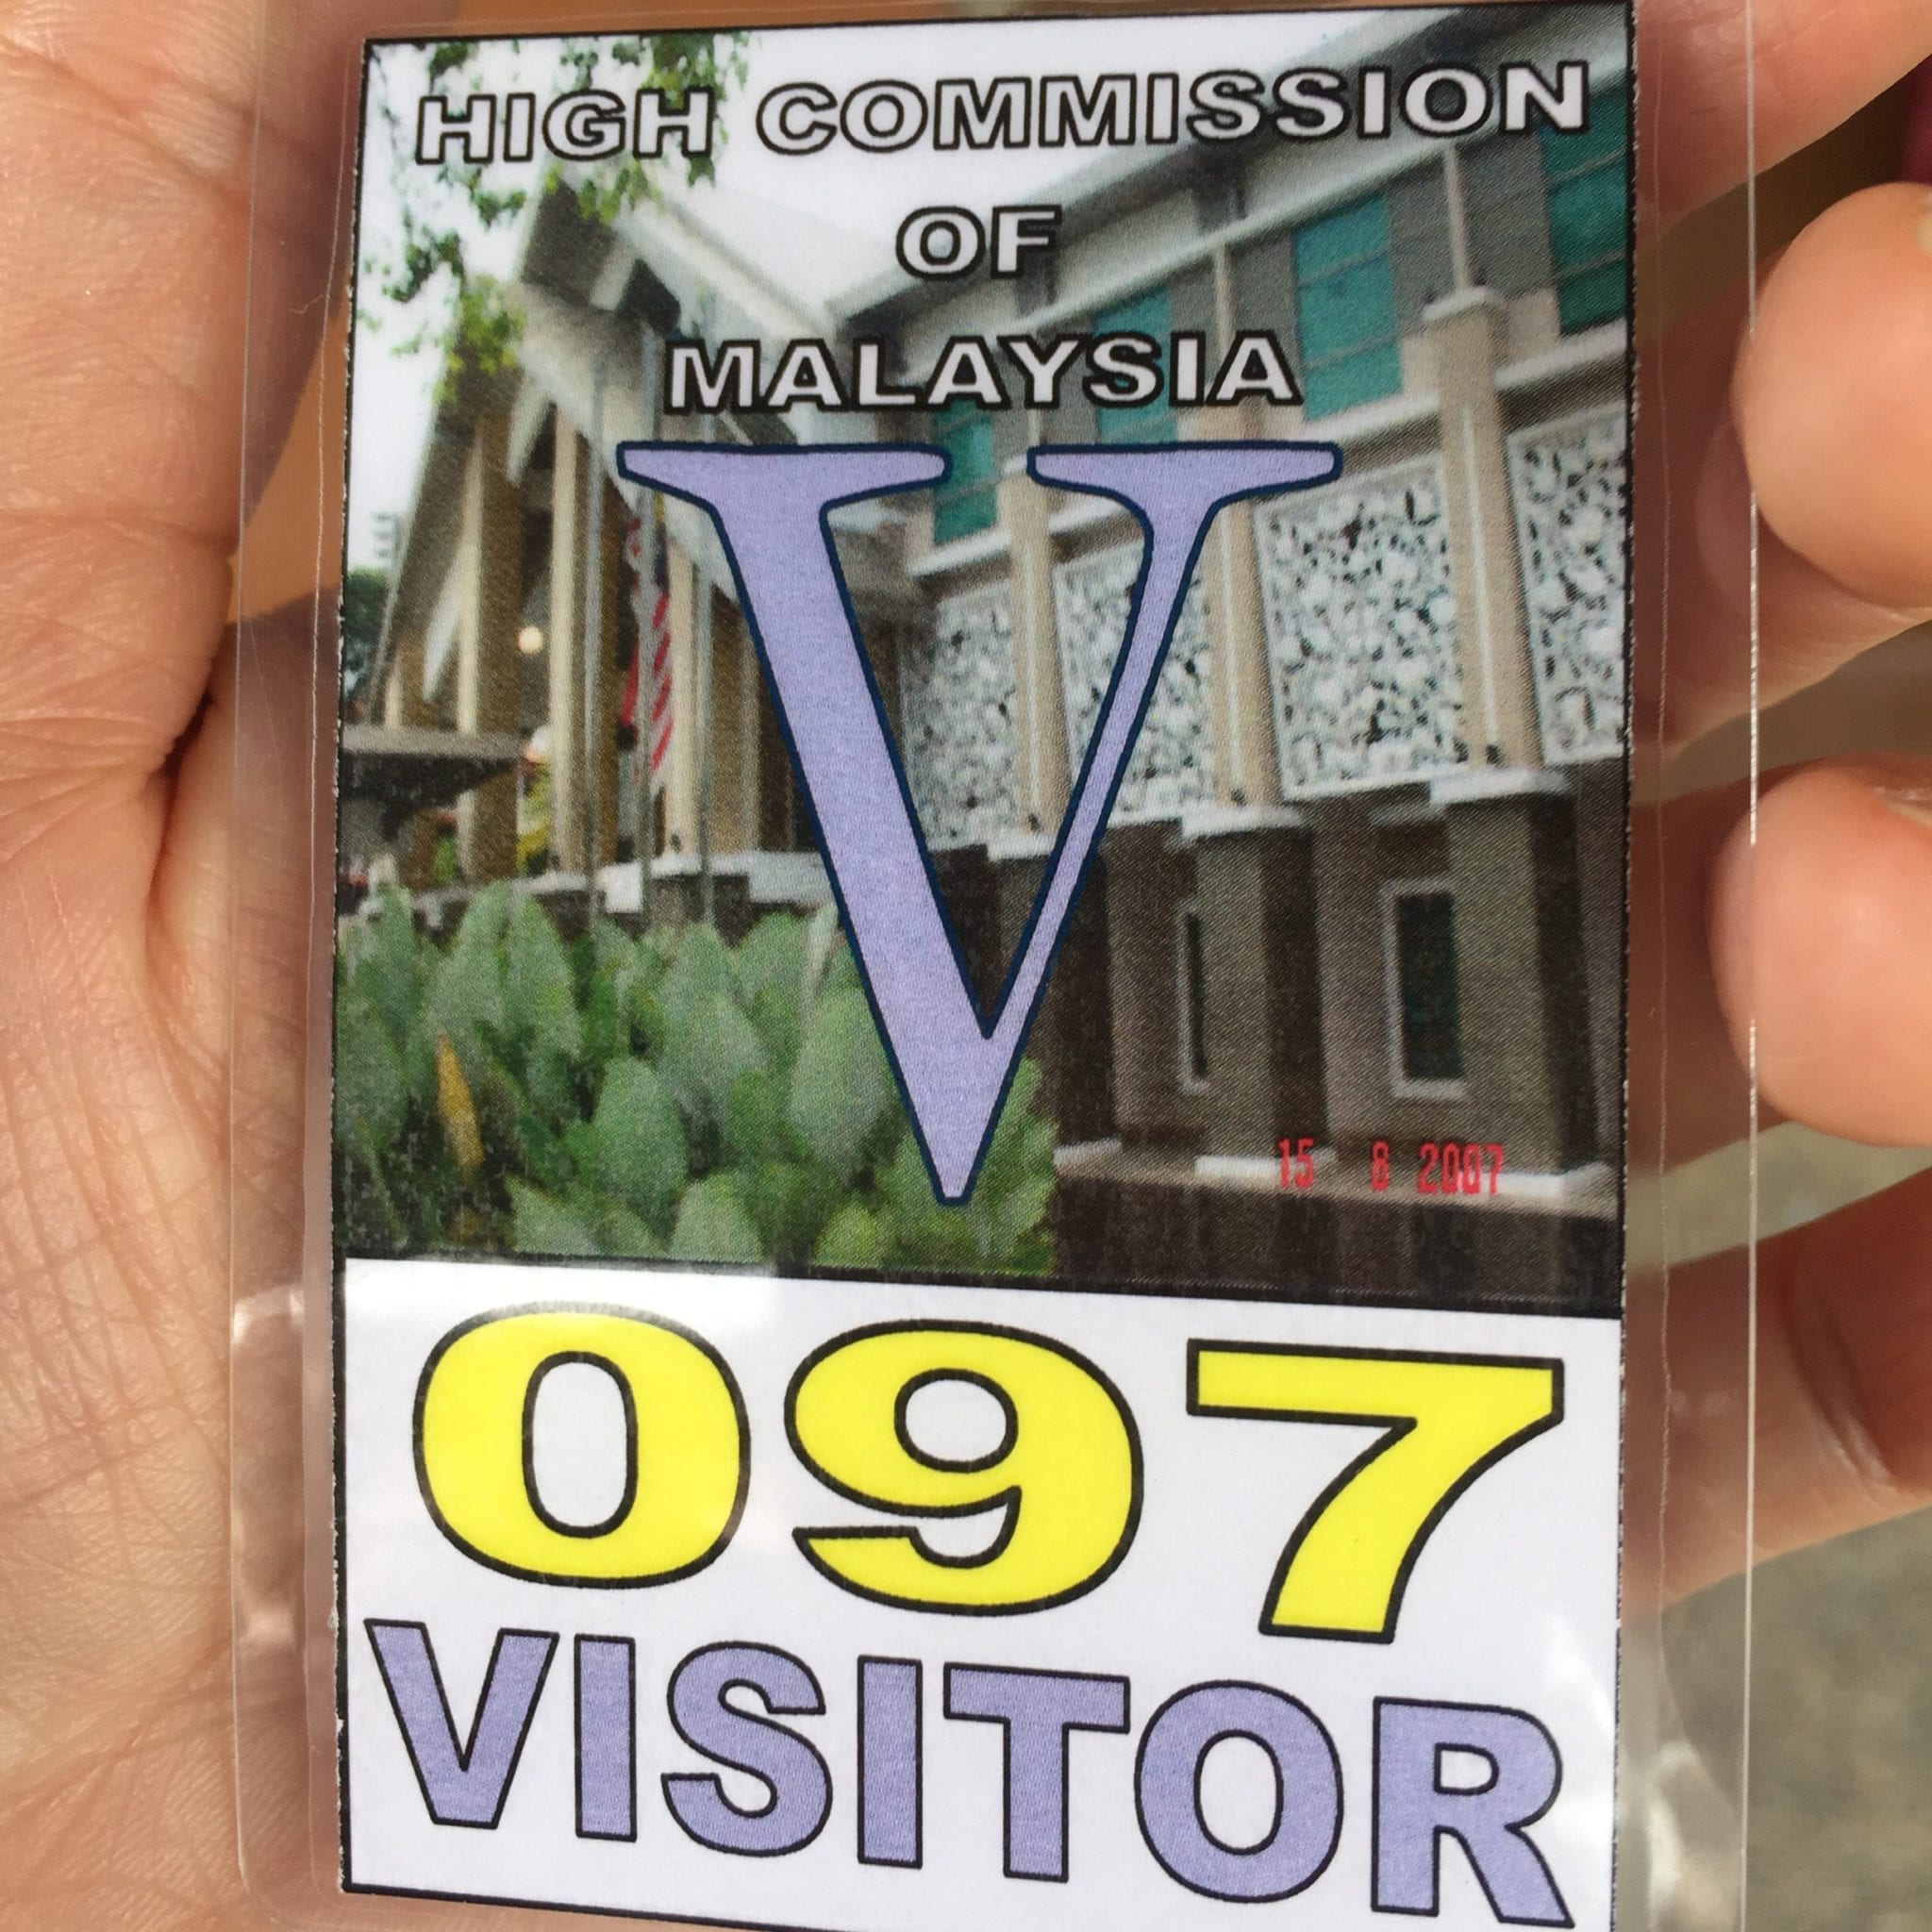 HIGH COMMISSION
OF
MALAYSIA
V
15 8 2007
097
VISITOR